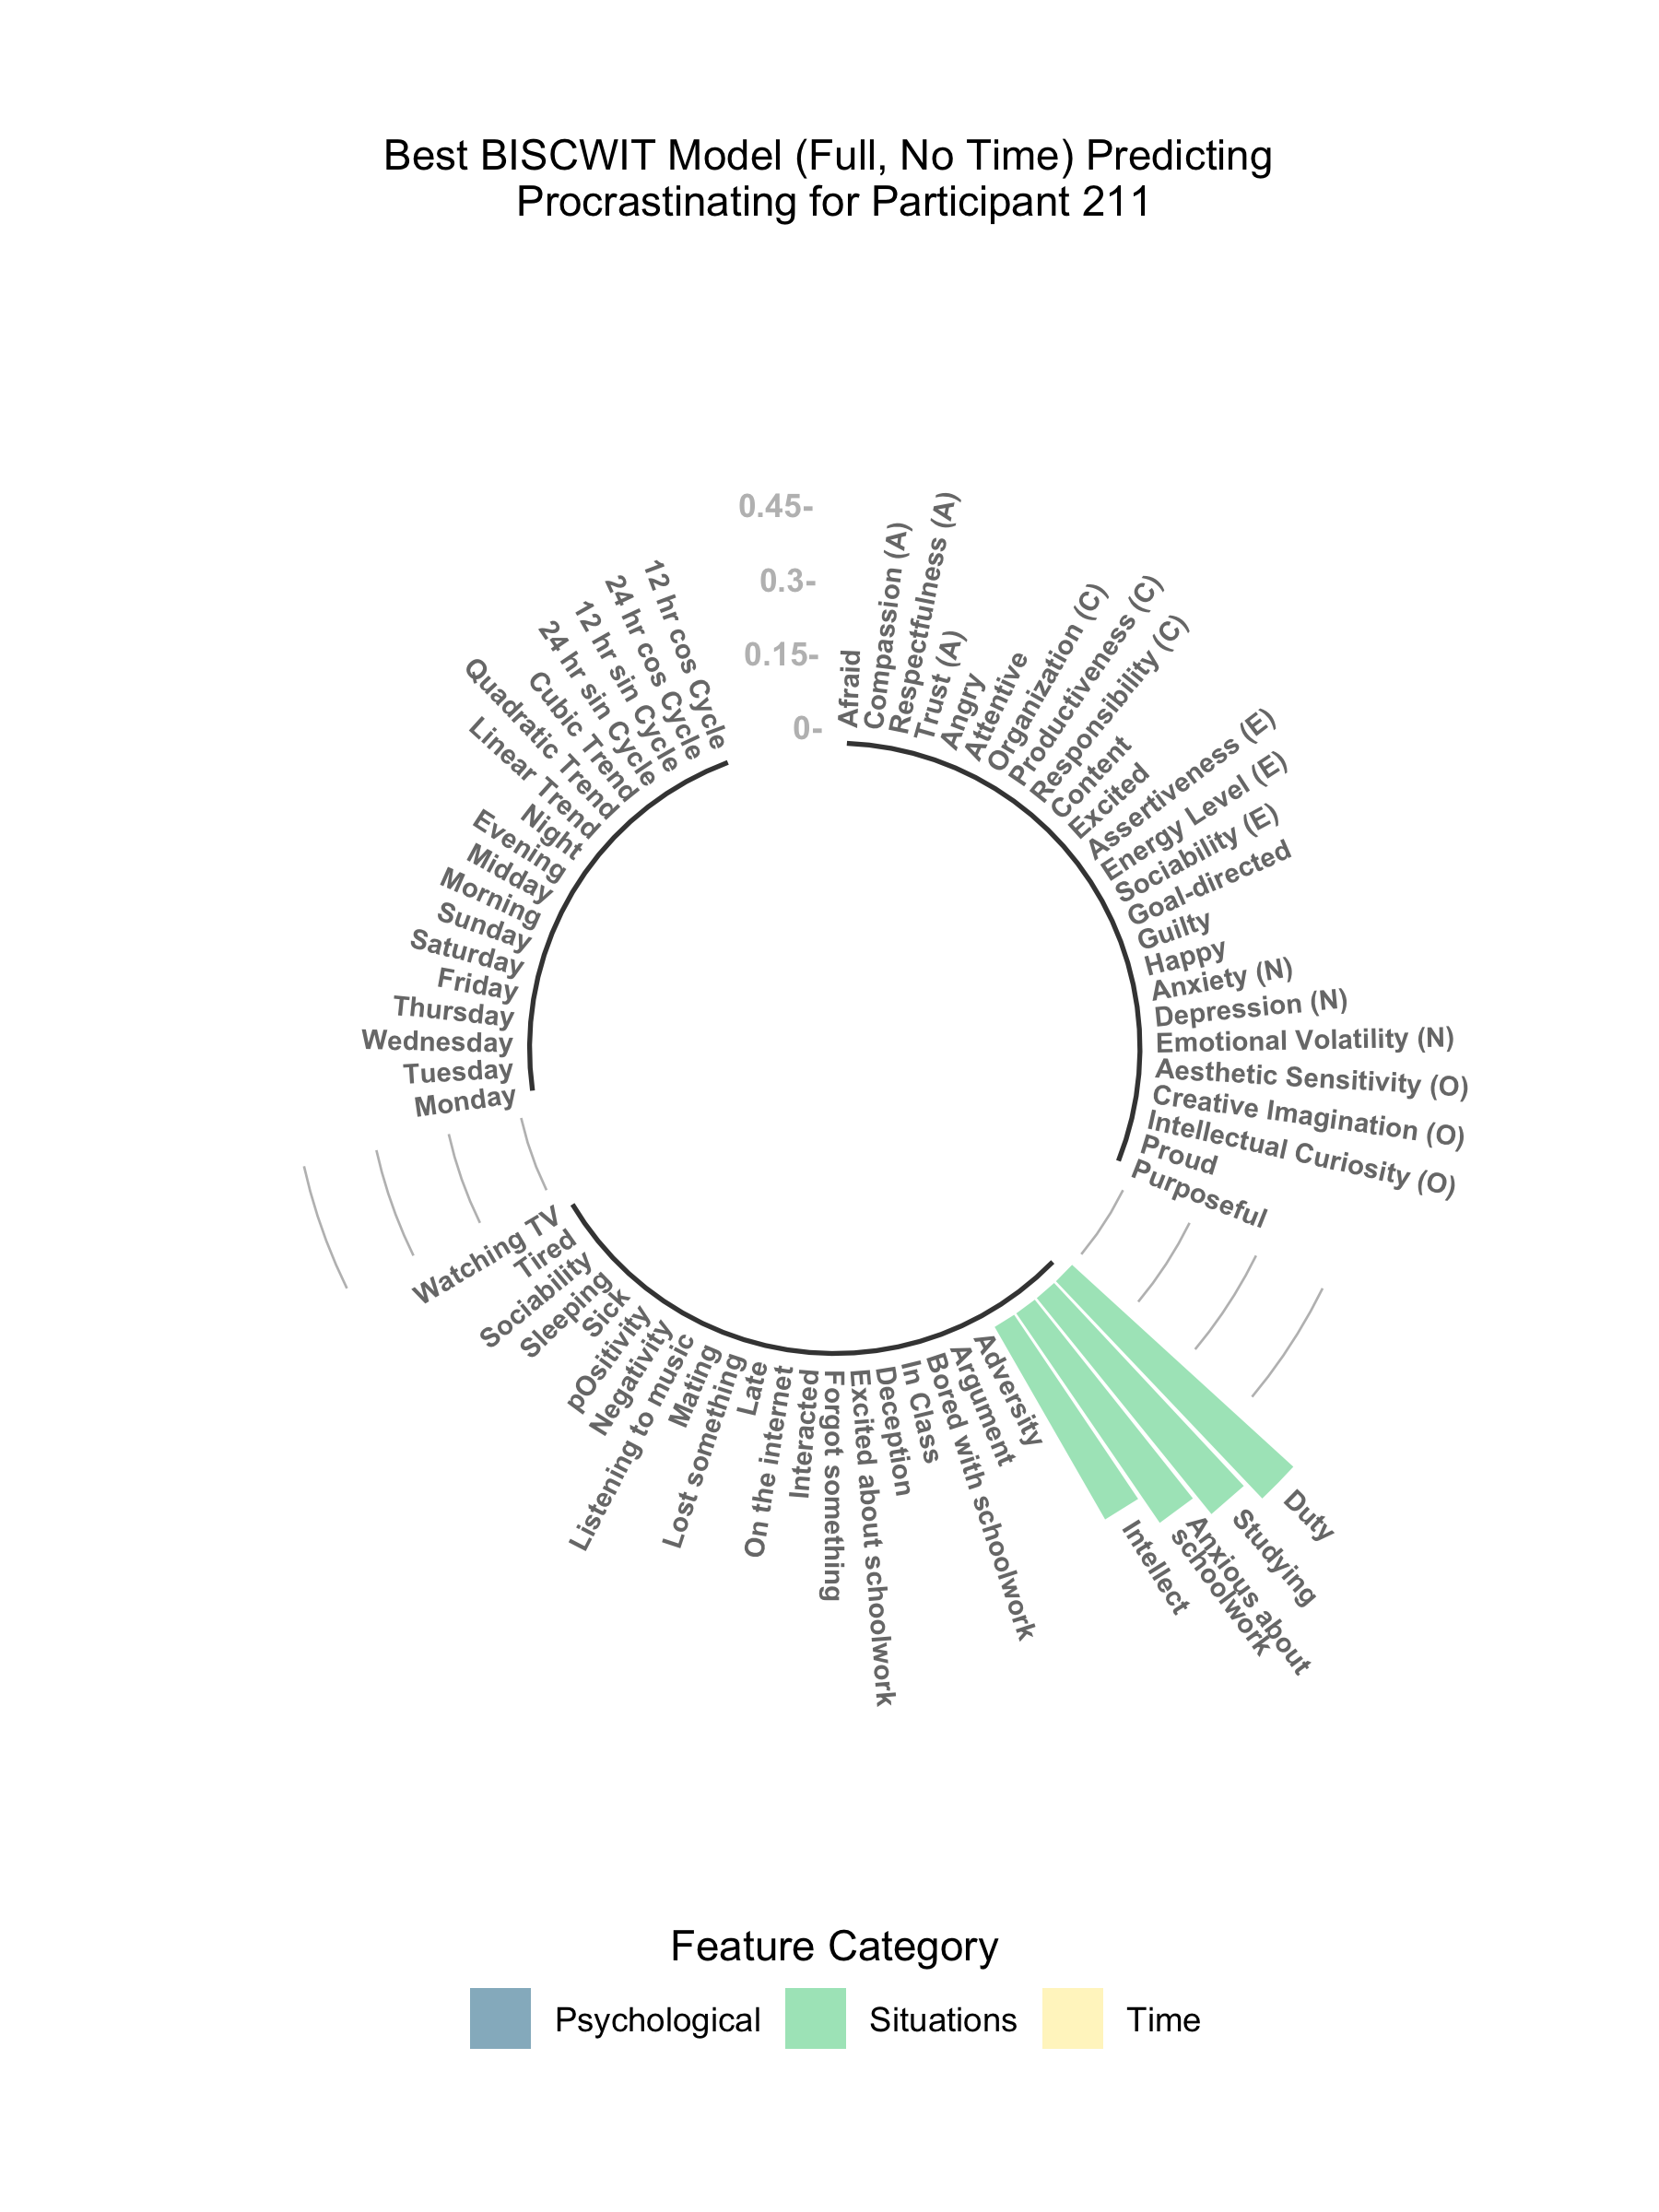 Best BISCWIT Model (Full, No Time) Predicting
Procrastinating for Participant 211
0.45-
0.3-
0.15-
0-
Afraid
Compassion (A)
Respectfulness (A)
Trust (A)
Angry
Attentive
Organization (C)
Productiveness (C)
Responsibility (C)
Content
Excited
Assertiveness (E)
Energy Level (E)
Sociability (E)
Goal-directed
Guilty
Happy
Anxiety (N)
Depression (N)
Emotional Volatility (N)
Aesthetic Sensitivity (O)
Creative Imagination (O)
Intellectual Curiosity (O)
Proud
Purposeful
Duty
Studying
Anxious about
schoolwork
Intellect
Adversity
Argument
Bored with schoolwork
In Class
Deception
Excited about schoolwork
Forgot something
Interacted
On the internet
Late
Lost something
Mating
Listening to music
Negativity
pOsitivity
Sick
Sleeping
Sociability
Tired
Watching TV
Monday
Tuesday
Wednesday
Thursday
Friday
Saturday
Sunday
Morning
Midday
Evening
Night
Linear Trend
Quadratic Trend
Cubic Trend
24 hr sin Cycle
12 hr sin Cycle
24 hr cos Cycle
12 hr cos Cycle
Feature Category
Psychological
Situations
Time